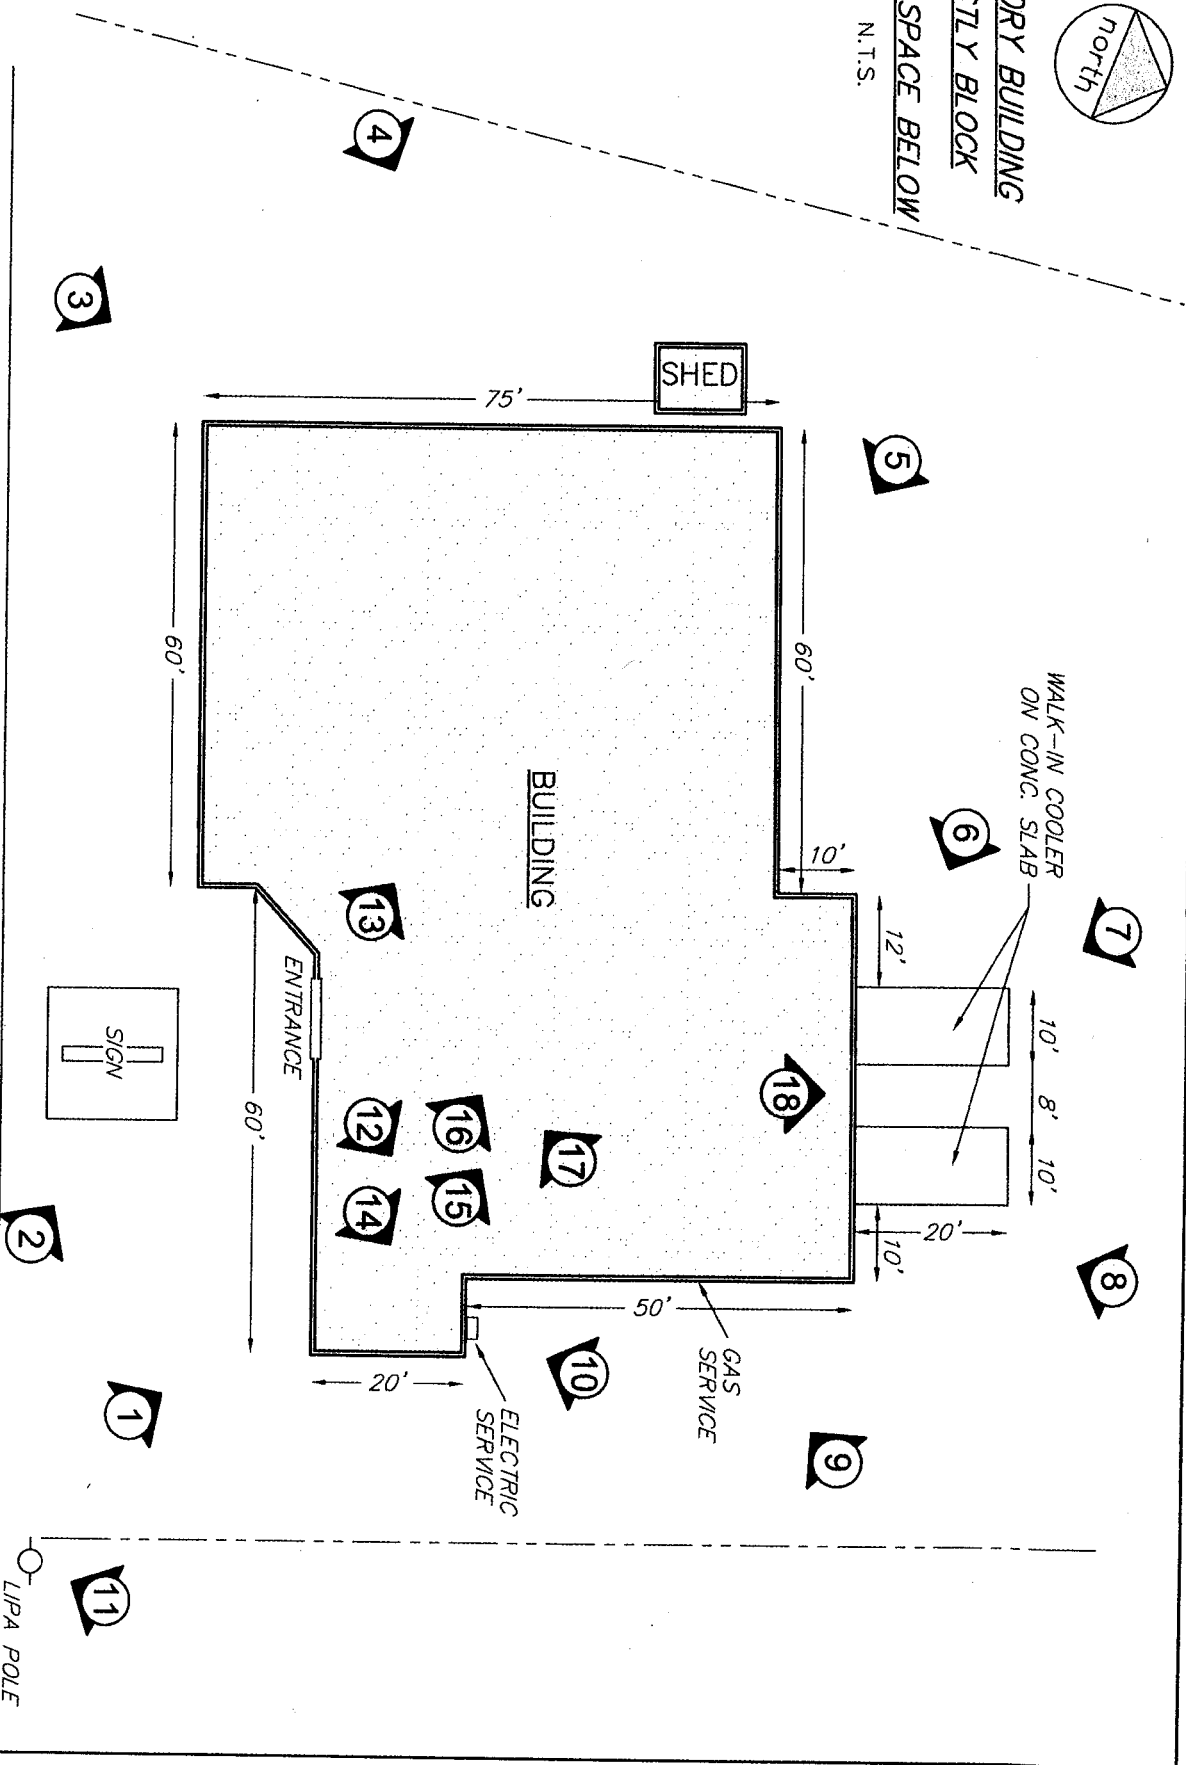 north
ORY BUILDING
CTLY BLOCK
SPACE BELOW
N.T.S.
WALK-IN COOLER
ON CONC. SLAB
7
8
6
10'
8'
10'
20'
5
12'
10'
10'
60'
18
9
SHED
GAS
SERVICE
50'
75'
BUILDING
17
10
ELECTRIC
SERVICE
16
15
4
13
12
14
20'
ENTRANCE
60'
60'
3
SIGN
1
11
2
LIPA POLE